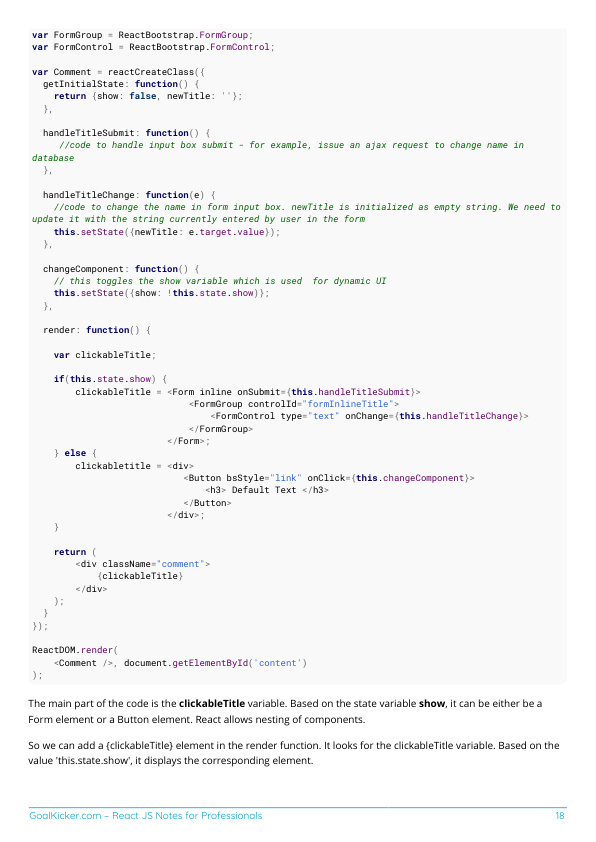 var FormGroup = ReactBootstrap.FormGroup;
var FormControl = ReactBootstrap.FormControl;

var Comment = reactCreateClass({
  getInitialState: function() {
    return {show: false, newTitle: ''};
  },

  handleTitleSubmit: function() {
     //code to handle input box submit - for example, issue an ajax request to change name in
database
  },

  handleTitleChange: function(e) {
    //code to change the name in form input box. newTitle is initialized as empty string. We need to
update it with the string currently entered by user in the form
    this.setState({newTitle: e.target.value});
  },

  changeComponent: function() {
    // this toggles the show variable which is used  for dynamic UI
    this.setState({show: !this.state.show)};
  },

  render: function() {

    var clickableTitle;

    if(this.state.show) {
        clickableTitle = <Form inline onSubmit={this.handleTitleSubmit}>
                             <FormGroup controlId="formInlineTitle">
                                 <FormControl type="text" onChange={this.handleTitleChange}>
                             </FormGroup>
                         </Form>;
    } else {
        clickabletitle = <div>
                            <Button bsStyle="link" onClick={this.changeComponent}>
                                <h3> Default Text </h3>
                            </Button>
                         </div>;
    }

    return (
        <div className="comment">
            {clickableTitle}
        </div>
    );
  }
});

ReactDOM.render(
    <Comment />, document.getElementById('content')
);
The main part of the code is the clickableTitle variable. Based on the state variable show, it can be either be a
Form element or a Button element. React allows nesting of components.
So we can add a {clickableTitle} element in the render function. It looks for the clickableTitle variable. Based on the
value 'this.state.show', it displays the corresponding element.
GoalKicker.com – React JS Notes for Professionals 18